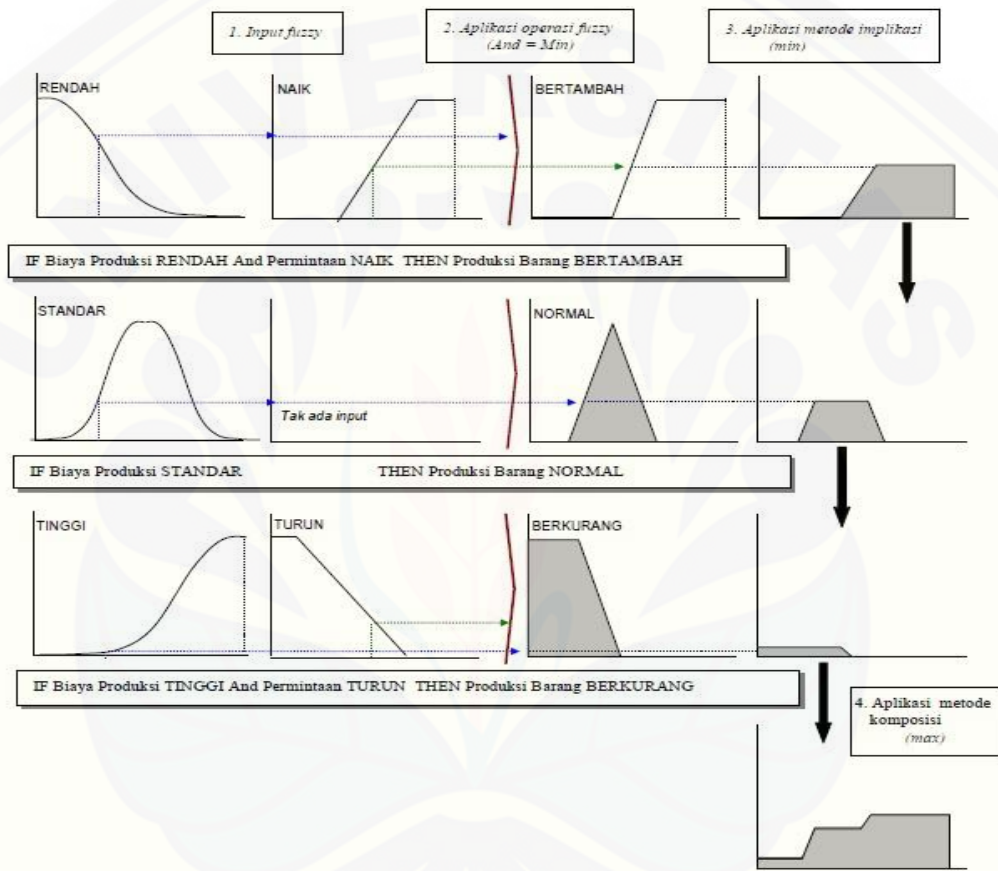 1. Input fuzzy
2. Aplikasi operasi fuzzy
(And = Min)
3. Aplikasi metode implikasi
(min)
RENDAH
NAIK
BERTAMBAH
IF Biaya Produksi RENDAH And Permintaan NAIK THEN Produksi Barang BERTAMBAH
STANDAR
Tak ada input
NORMAL
IF Biaya Produksi STANDAR THEN Produksi Barang NORMAL
TINGGI
TURUN
BERKURANG
IF Biaya Produksi TINGGI And Permintaan TURUN THEN Produksi Barang BERKURANG
4. Aplikasi metode
komposisi
(max)
UNIVERSITAS